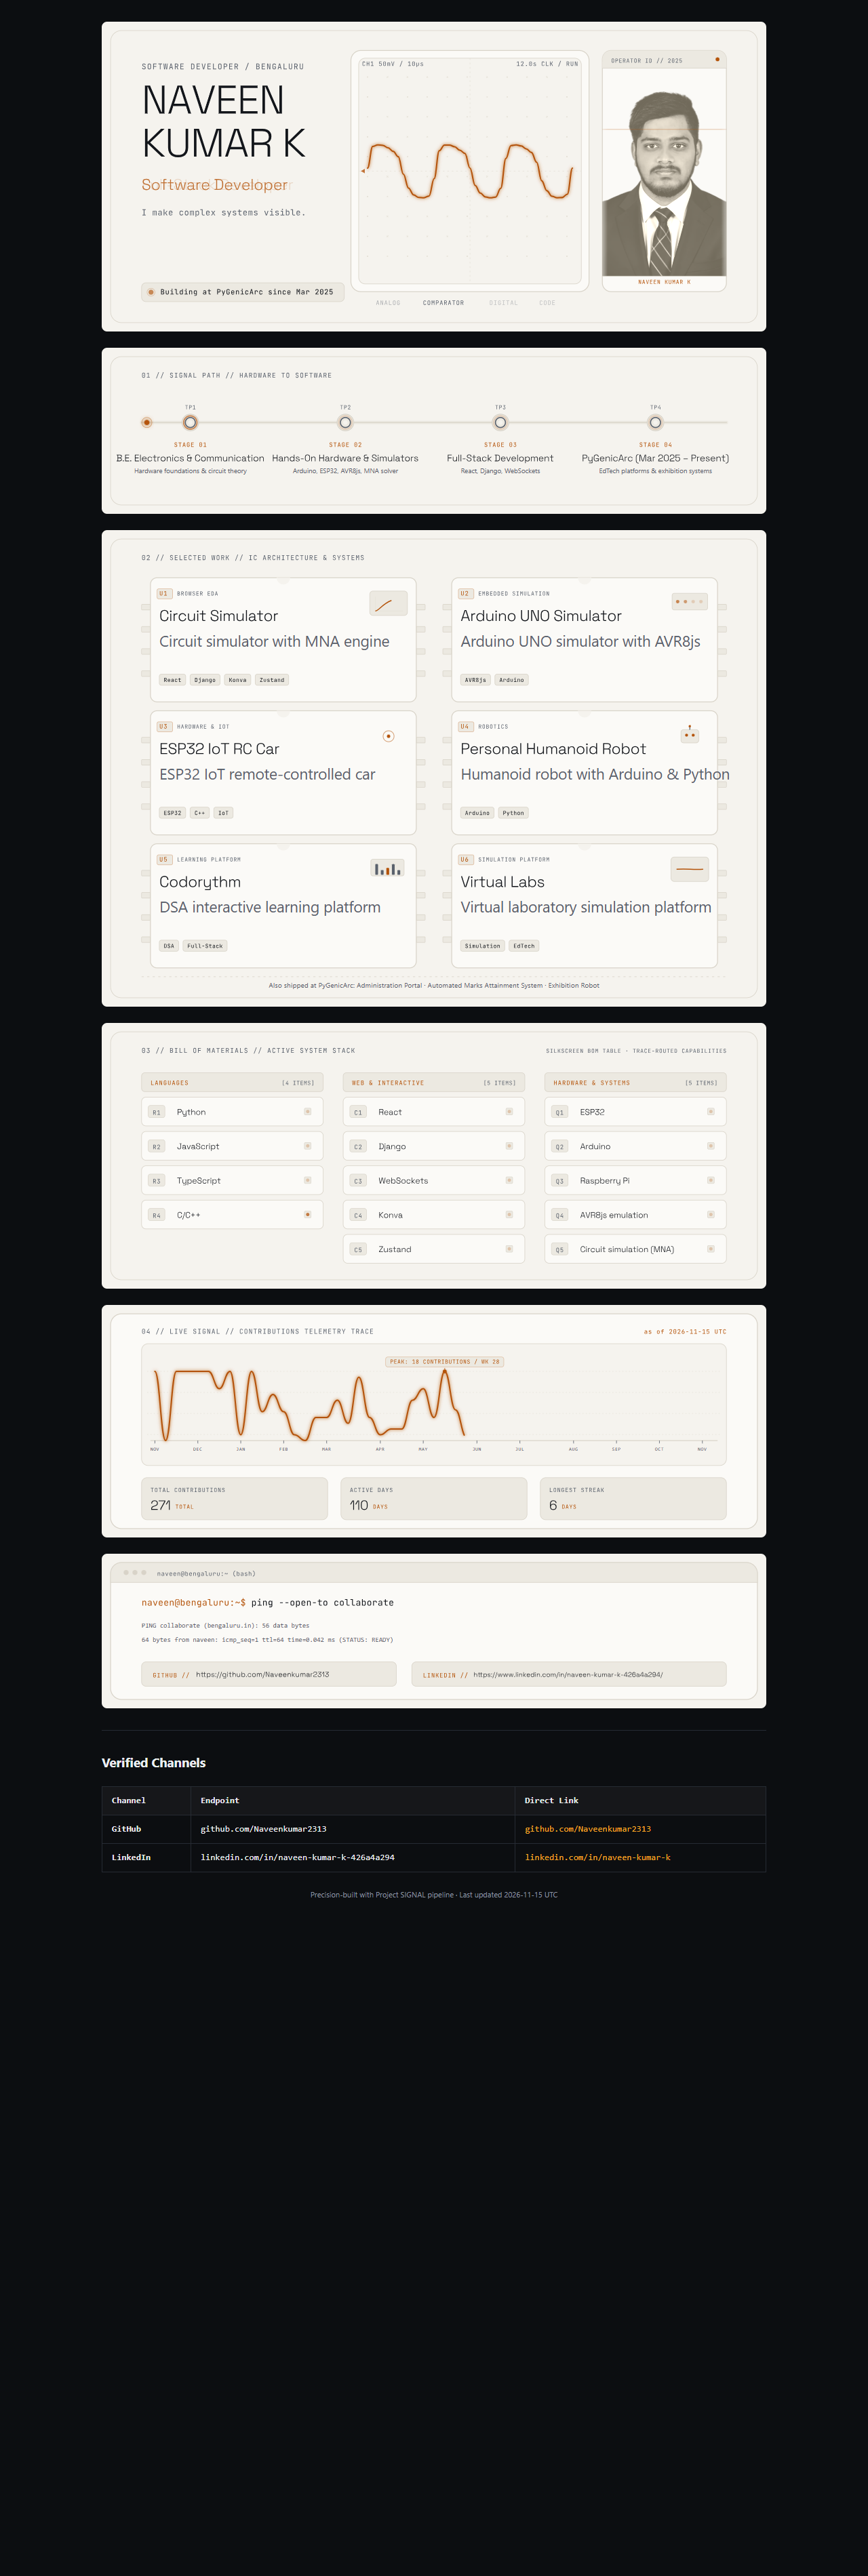 SOFTWARE DEVELOPER / BENGALURU
NAVEEN
KUMAR K
Software Developer
I make complex systems visible.
Building at PyGenicArc since Mar 2025
CH1 50mV / 10µs
12.0s CLK / RUN
ANALOG COMPARATOR DIGITAL CODE
OPERATOR ID // 2025
NAVEEN KUMAR K
01 // SIGNAL PATH // HARDWARE TO SOFTWARE
TP1 TP2 TP3 TP4
STAGE 01 STAGE 02 STAGE 03 STAGE 04
B.E. Electronics & Communication Hands-On Hardware & Simulators Full-Stack Development PyGenicArc (Mar 2025 – Present)
Hardware foundations & circuit theory Arduino, ESP32, AVR8js, MNA solver React, Django, WebSockets EdTech platforms & exhibition systems
02 // SELECTED WORK // IC ARCHITECTURE & SYSTEMS
U1 BROWSER EDA
Circuit Simulator
Circuit simulator with MNA engine
React Django Konva Zustand
U2 EMBEDDED SIMULATION
Arduino UNO Simulator
Arduino UNO simulator with AVR8js
AVR8js Arduino
U3 HARDWARE & IOT
ESP32 IoT RC Car
ESP32 IoT remote-controlled car
ESP32 C++ IoT
U4 ROBOTICS
Personal Humanoid Robot
Humanoid robot with Arduino & Python
Arduino Python
U5 LEARNING PLATFORM
Codorythm
DSA interactive learning platform
DSA Full-Stack
U6 SIMULATION PLATFORM
Virtual Labs
Virtual laboratory simulation platform
Simulation EdTech
Also shipped at PyGenicArc: Administration Portal · Automated Marks Attainment System · Exhibition Robot
03 // BILL OF MATERIALS // ACTIVE SYSTEM STACK
SILKSCREEN BOM TABLE · TRACE-ROUTED CAPABILITIES
LANGUAGES [4 ITEMS]
R1 Python
R2 JavaScript
R3 TypeScript
R4 C/C++
WEB & INTERACTIVE [5 ITEMS]
C1 React
C2 Django
C3 WebSockets
C4 Konva
C5 Zustand
HARDWARE & SYSTEMS [5 ITEMS]
Q1 ESP32
Q2 Arduino
Q3 Raspberry Pi
Q4 AVR8js emulation
Q5 Circuit simulation (MNA)
04 // LIVE SIGNAL // CONTRIBUTIONS TELEMETRY TRACE
as of 2026-11-15 UTC
PEAK: 10 CONTRIBUTIONS / WK 28
NOV DEC JAN FEB MAR APR MAY JUN JUL AUG SEP OCT NOV
TOTAL CONTRIBUTIONS
271 TOTAL
ACTIVE DAYS
110 DAYS
LONGEST STREAK
6 DAYS
naveen@bengaluru:~ (bash)
naveen@bengaluru:~$ ping --open-to collaborate
PING collaborate (bengaluru.in): 56 data bytes
64 bytes from naveen: icmp_seq=1 ttl=64 time=0.042 ms (STATUS: READY)
GITHUB // https://github.com/Naveenkumar2313
LINKEDIN // https://www.linkedin.com/in/naveen-kumar-k-426a4a294/
Verified Channels
Channel Endpoint Direct Link
GitHub github.com/Naveenkumar2313 github.com/Naveenkumar2313
LinkedIn linkedin.com/in/naveen-kumar-k-426a4a294 linkedin.com/in/naveen-kumar-k
Precision-built with Project SIGNAL pipeline · Last updated 2026-11-15 UTC